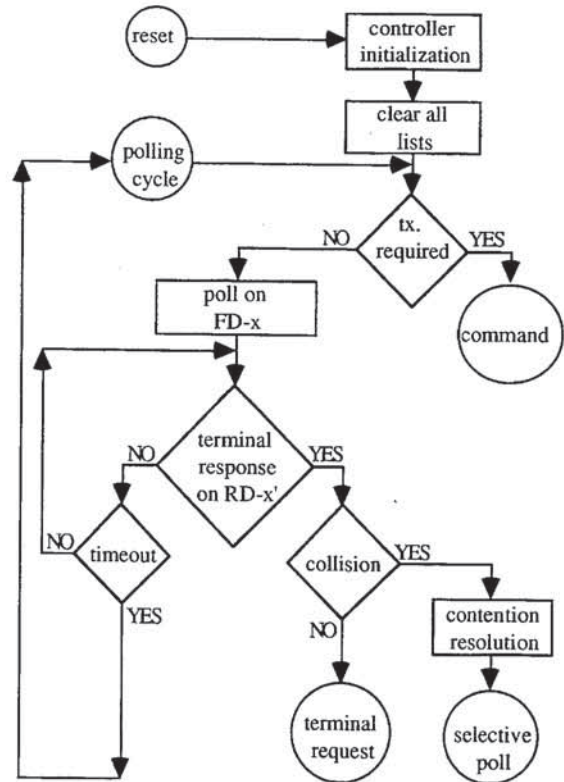 reset
controller
initialization
clear all
lists
polling
cycle
tx.
required
NO
YES
poll on
FD-x
command
terminal
response
on RD-x'
NO
YES
NO
timeout
YES
collision
YES
NO
contention
resolution
terminal
request
selective
poll